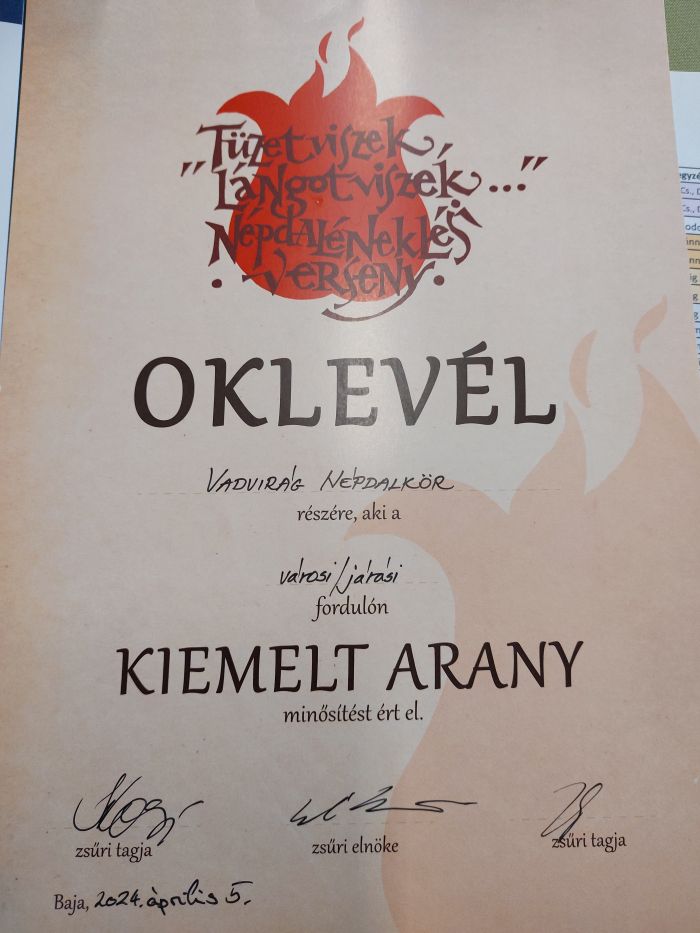 "Tüzet viszek,
Lángot viszek..."
Népdaléneklési
verseny
OKLEVÉL
VADVIRÁG NÉPDALKÖR
részére, aki a
városi/járási
fordulón
KIEMELT ARANY
minősítést ért el.
zsűri tagja
zsűri elnöke
zsűri tagja
Baja, 2024. április 5.